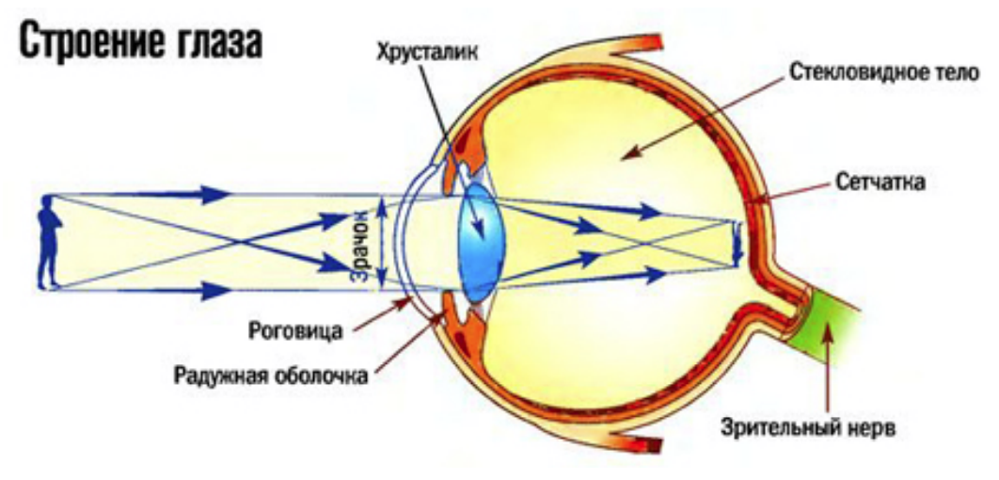 Строение глаза
Хрусталик
Стекловидное тело
Сетчатка
Зрачок
Роговица
Радужная оболочка
Зрительный нерв